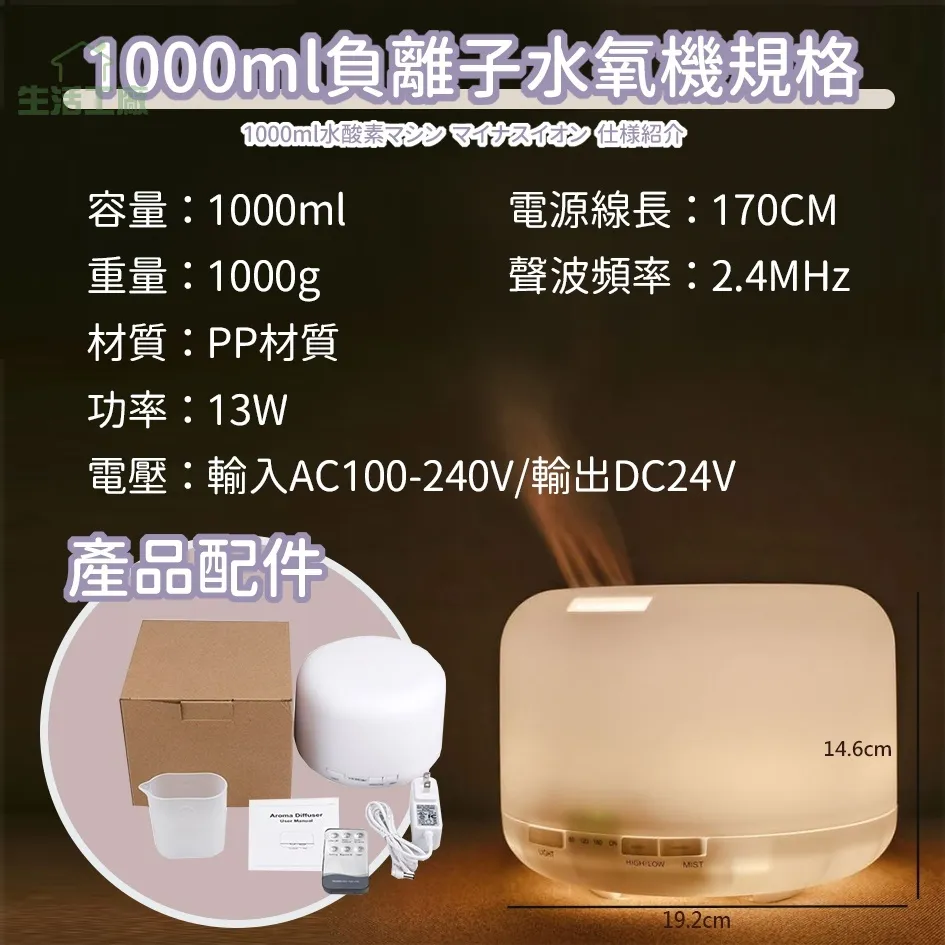 生活工廠
1000ml負離子水氧機規格
1000ml水酸素マシン マイナスイオン 仕様紹介
容量：1000ml
電源線長：170CM
重量：1000g
聲波頻率：2.4MHz
材質：PP材質
功率：13W
電壓：輸入AC100-240V/輸出DC24V
產品配件
Aroma Diffuser
User Manual
14.6cm
LIGHT
HIGH/LOW
MIST
19.2cm